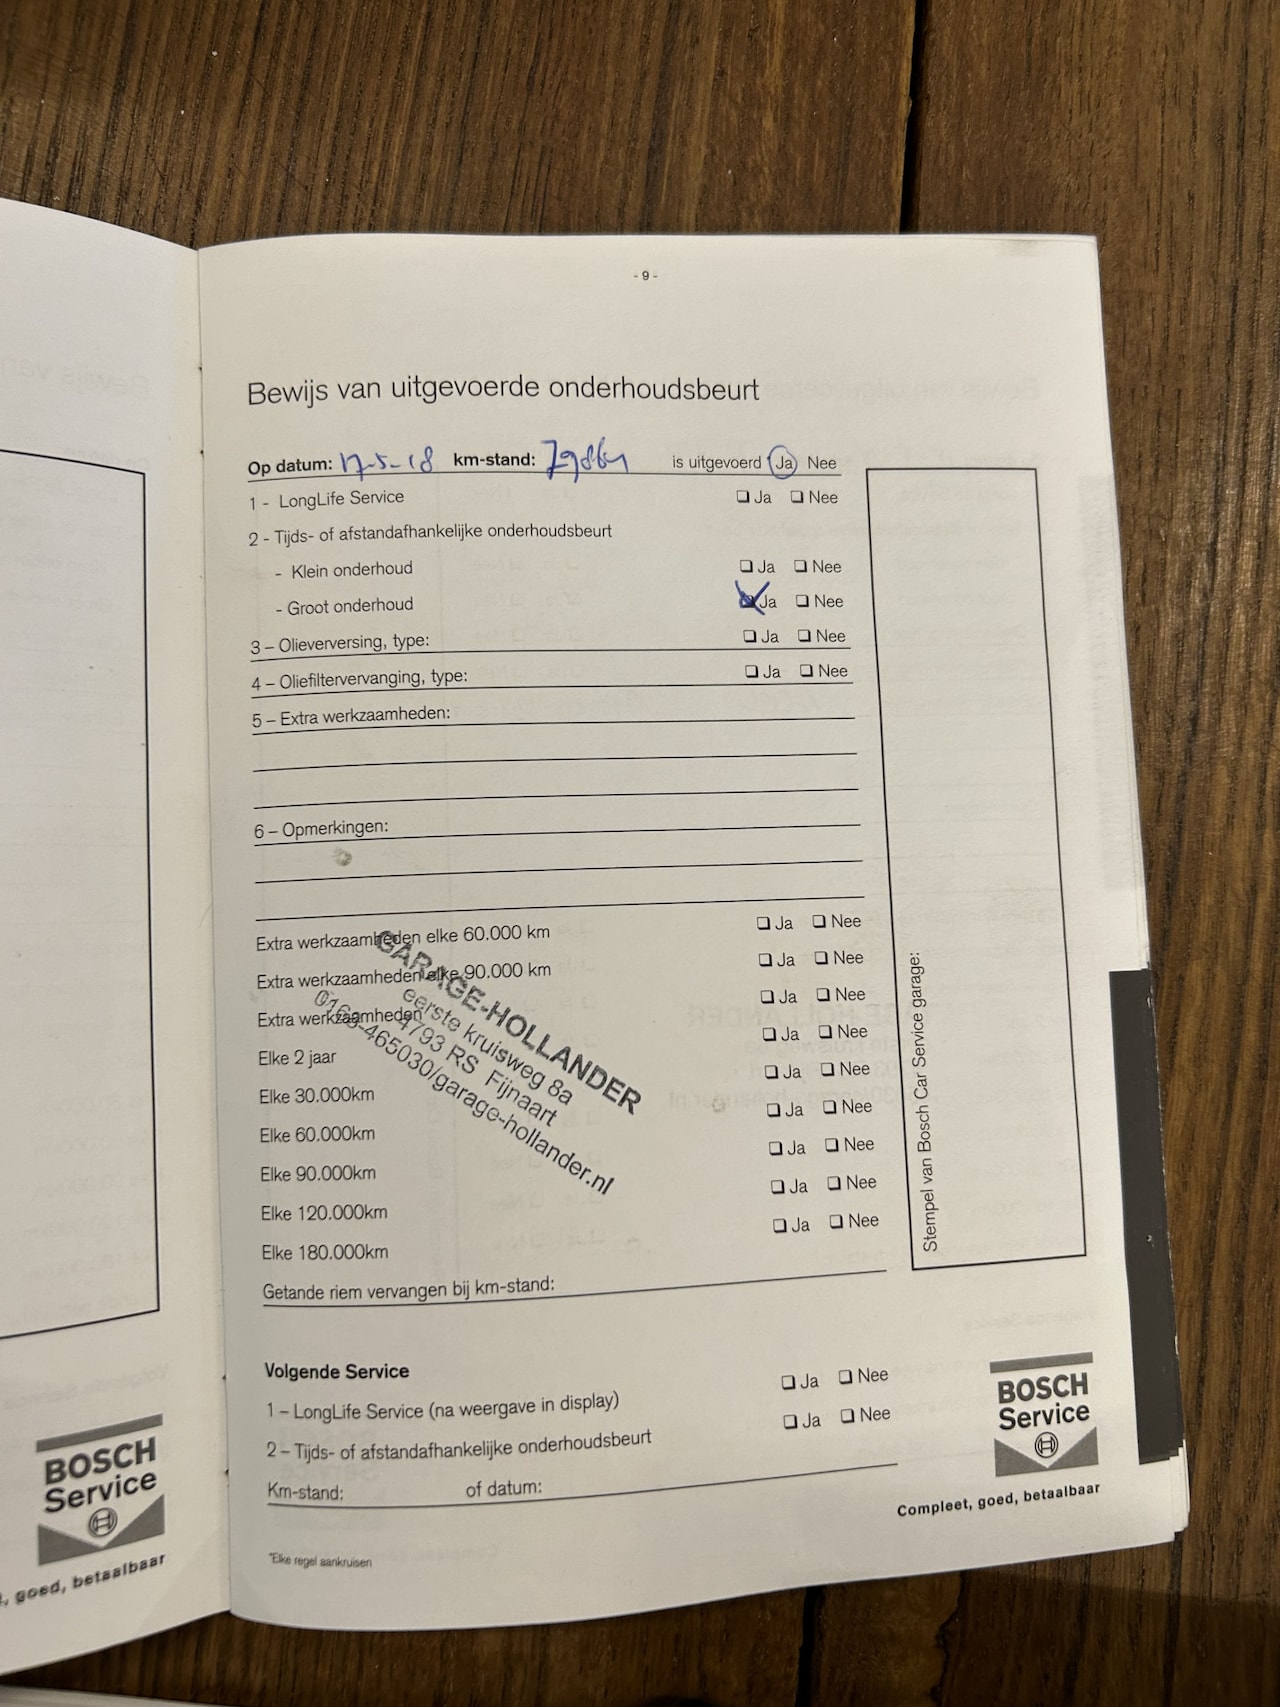 - 9 -
Bewijs van uitgevoerde onderhoudsbeurt
Op datum: 17-5-18 km-stand: is uitgevoerd Ja Nee
1 - LongLife Service Ja Nee
2 - Tijds- of afstandafhankelijke onderhoudsbeurt
- Klein onderhoud Ja Nee
- Groot onderhoud Ja Nee
3 – Olieverversing, type: Ja Nee
4 – Oliefiltervervanging, type: Ja Nee
5 – Extra werkzaamheden:
6 – Opmerkingen:
Extra werkzaamheden elke 60.000 km Ja Nee
Extra werkzaamheden elke 90.000 km Ja Nee
Extra werkzaamheden Ja Nee
Elke 2 jaar Ja Nee
Elke 30.000km Ja Nee
Elke 60.000km Ja Nee
Elke 90.000km Ja Nee
Elke 120.000km Ja Nee
Elke 180.000km Ja Nee
GARAGE-HOLLANDER
eerste kruisweg 8a
4793 RS Fijnaart
0168-465030/garage-hollander.nl
Getande riem vervangen bij km-stand:
Stempel van Bosch Car Service garage:
Volgende Service
1 – LongLife Service (na weergave in display) Ja Nee
2 – Tijds- of afstandafhankelijke onderhoudsbeurt Ja Nee
Km-stand: of datum:
*Elke regel aankruisen
BOSCH
Service
Compleet, goed, betaalbaar
BOSCH
Service
goed, betaalbaar